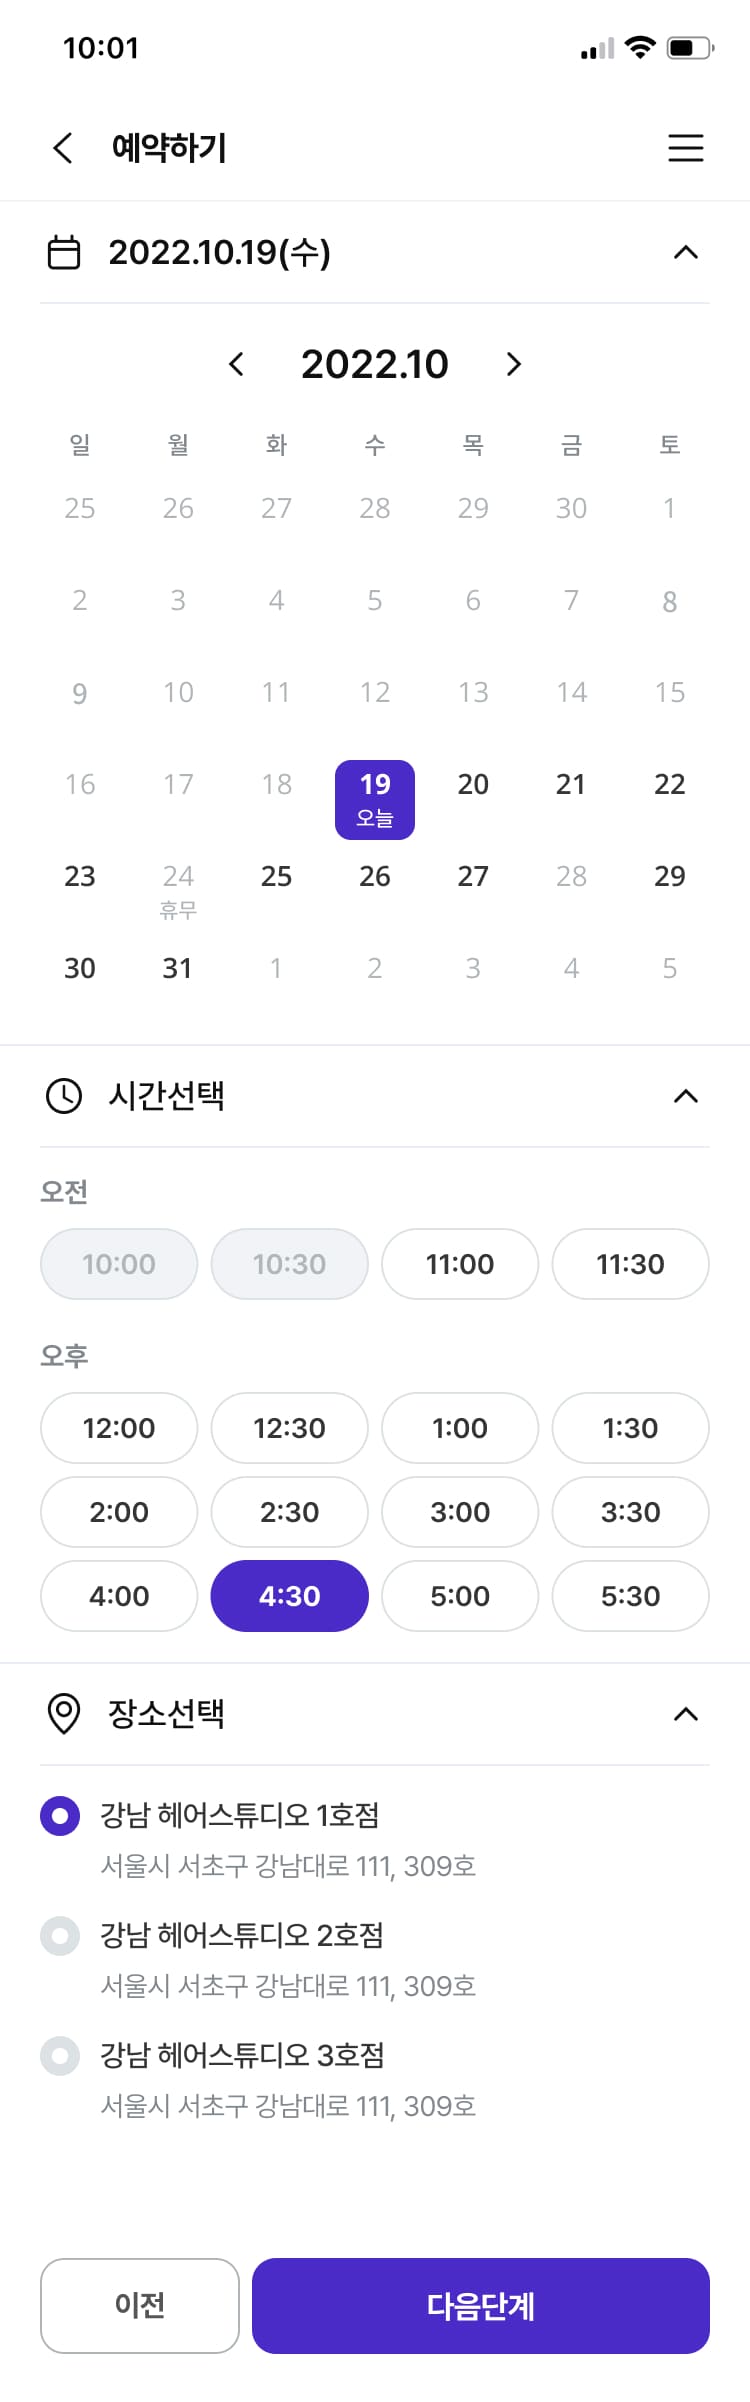 10:01
예약하기
2022.10.19(수)
2022.10
일 월 화 수 목 금 토
25 26 27 28 29 30 1
2 3 4 5 6 7 8
9 10 11 12 13 14 15
16 17 18 19 20 21 22
오늘
23 24 25 26 27 28 29
휴무
30 31 1 2 3 4 5
시간선택
오전
10:00 10:30 11:00 11:30
오후
12:00 12:30 1:00 1:30
2:00 2:30 3:00 3:30
4:00 4:30 5:00 5:30
장소선택
강남 헤어스튜디오 1호점
서울시 서초구 강남대로 111, 309호
강남 헤어스튜디오 2호점
서울시 서초구 강남대로 111, 309호
강남 헤어스튜디오 3호점
서울시 서초구 강남대로 111, 309호
이전 다음단계